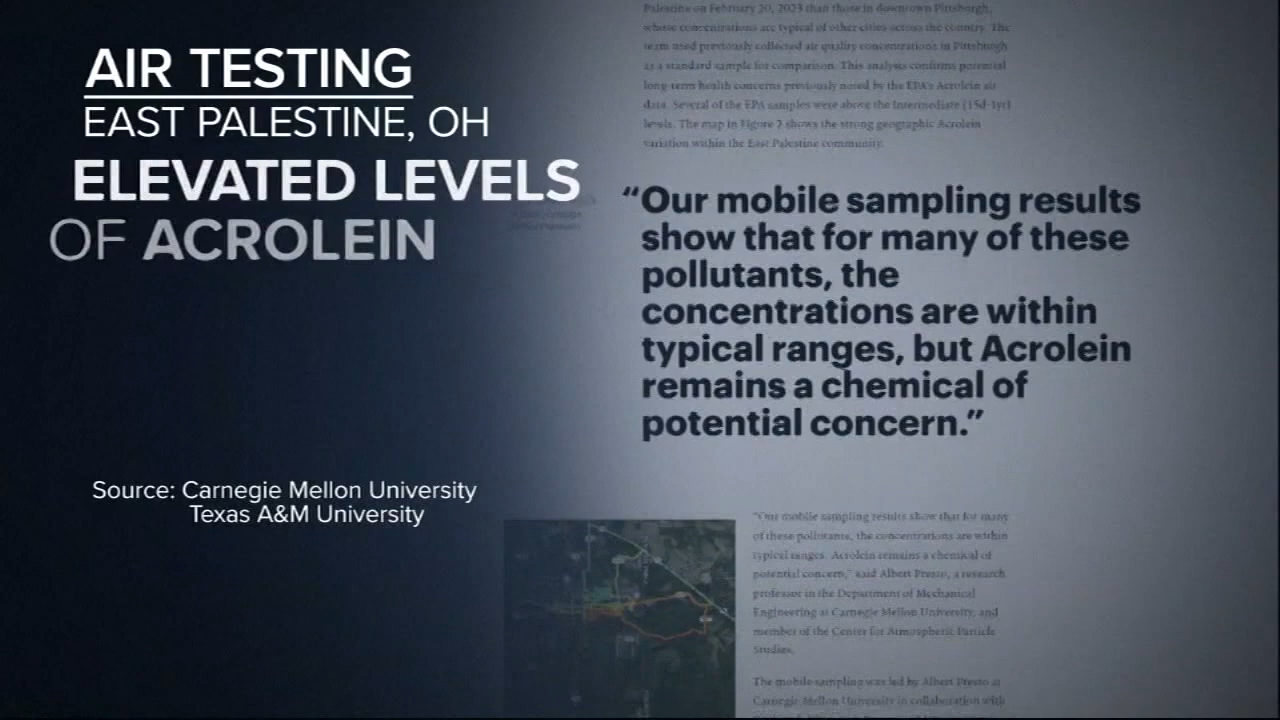 AIR TESTING
EAST PALESTINE, OH
ELEVATED LEVELS
OF ACROLEIN
Source: Carnegie Mellon University
Texas A&M University
Palestine on February 20, 2023 than those in downtown Pittsburgh,
whose concentrations are typical of other cities across the country. The
team used previously collected air quality concentrations in Pittsburgh
as a standard sample for comparison. This analysis confirms potential
long-term health concerns previously noted by the EPA's Acrolein air
data. Several of the EPA samples were above the intermediate (15d-1yr)
levels. The map in Figure 2 shows the strong geographic Acrolein
variation within the East Palestine community.
“Our mobile sampling results
show that for many of these
pollutants, the
concentrations are within
typical ranges, but Acrolein
remains a chemical of
potential concern.”
"Our mobile sampling results show that for many
of these pollutants, the concentrations are within
typical ranges. Acrolein remains a chemical of
potential concern," said Albert Presto, a research
professor in the Department of Mechanical
Engineering at Carnegie Mellon University, and
member of the Center for Atmospheric Particle
Studies.
The mobile sampling was led by Albert Presto at
Carnegie Mellon University in collaboration with